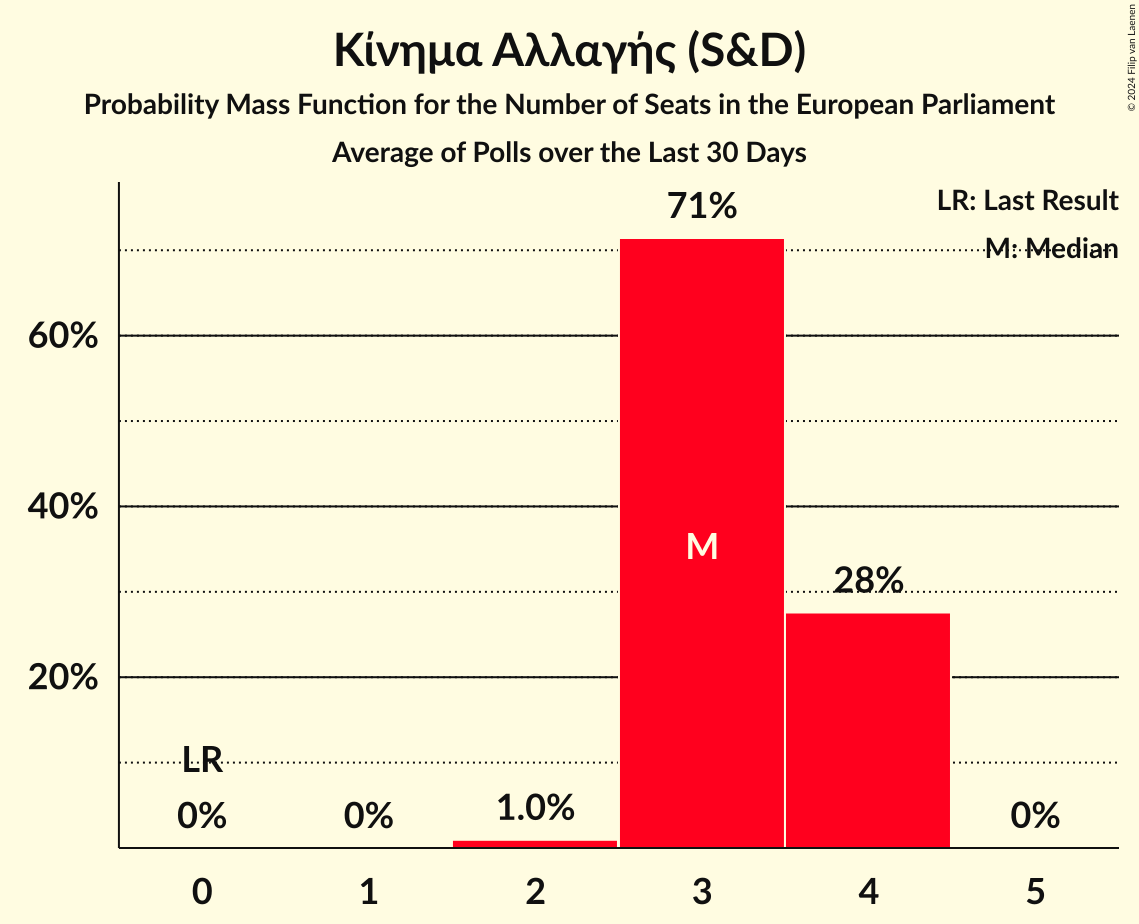 Κίνημα Αλλαγής (S&D)
Probability Mass Function for the Number of Seats in the European Parliament
Average of Polls over the Last 30 Days
© 2024 Filip van Laenen
LR: Last Result
M: Median
71%
60%
40%
M
28%
20%
LR
0%
0%
1.0%
0%
0 1 2 3 4 5